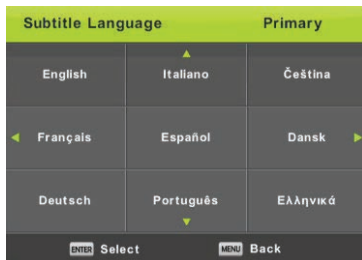 Subtitle Language Primary
English Italiano Čeština
Français Español Dansk
Deutsch Português Ελληνικά
ENTER Select MENU Back